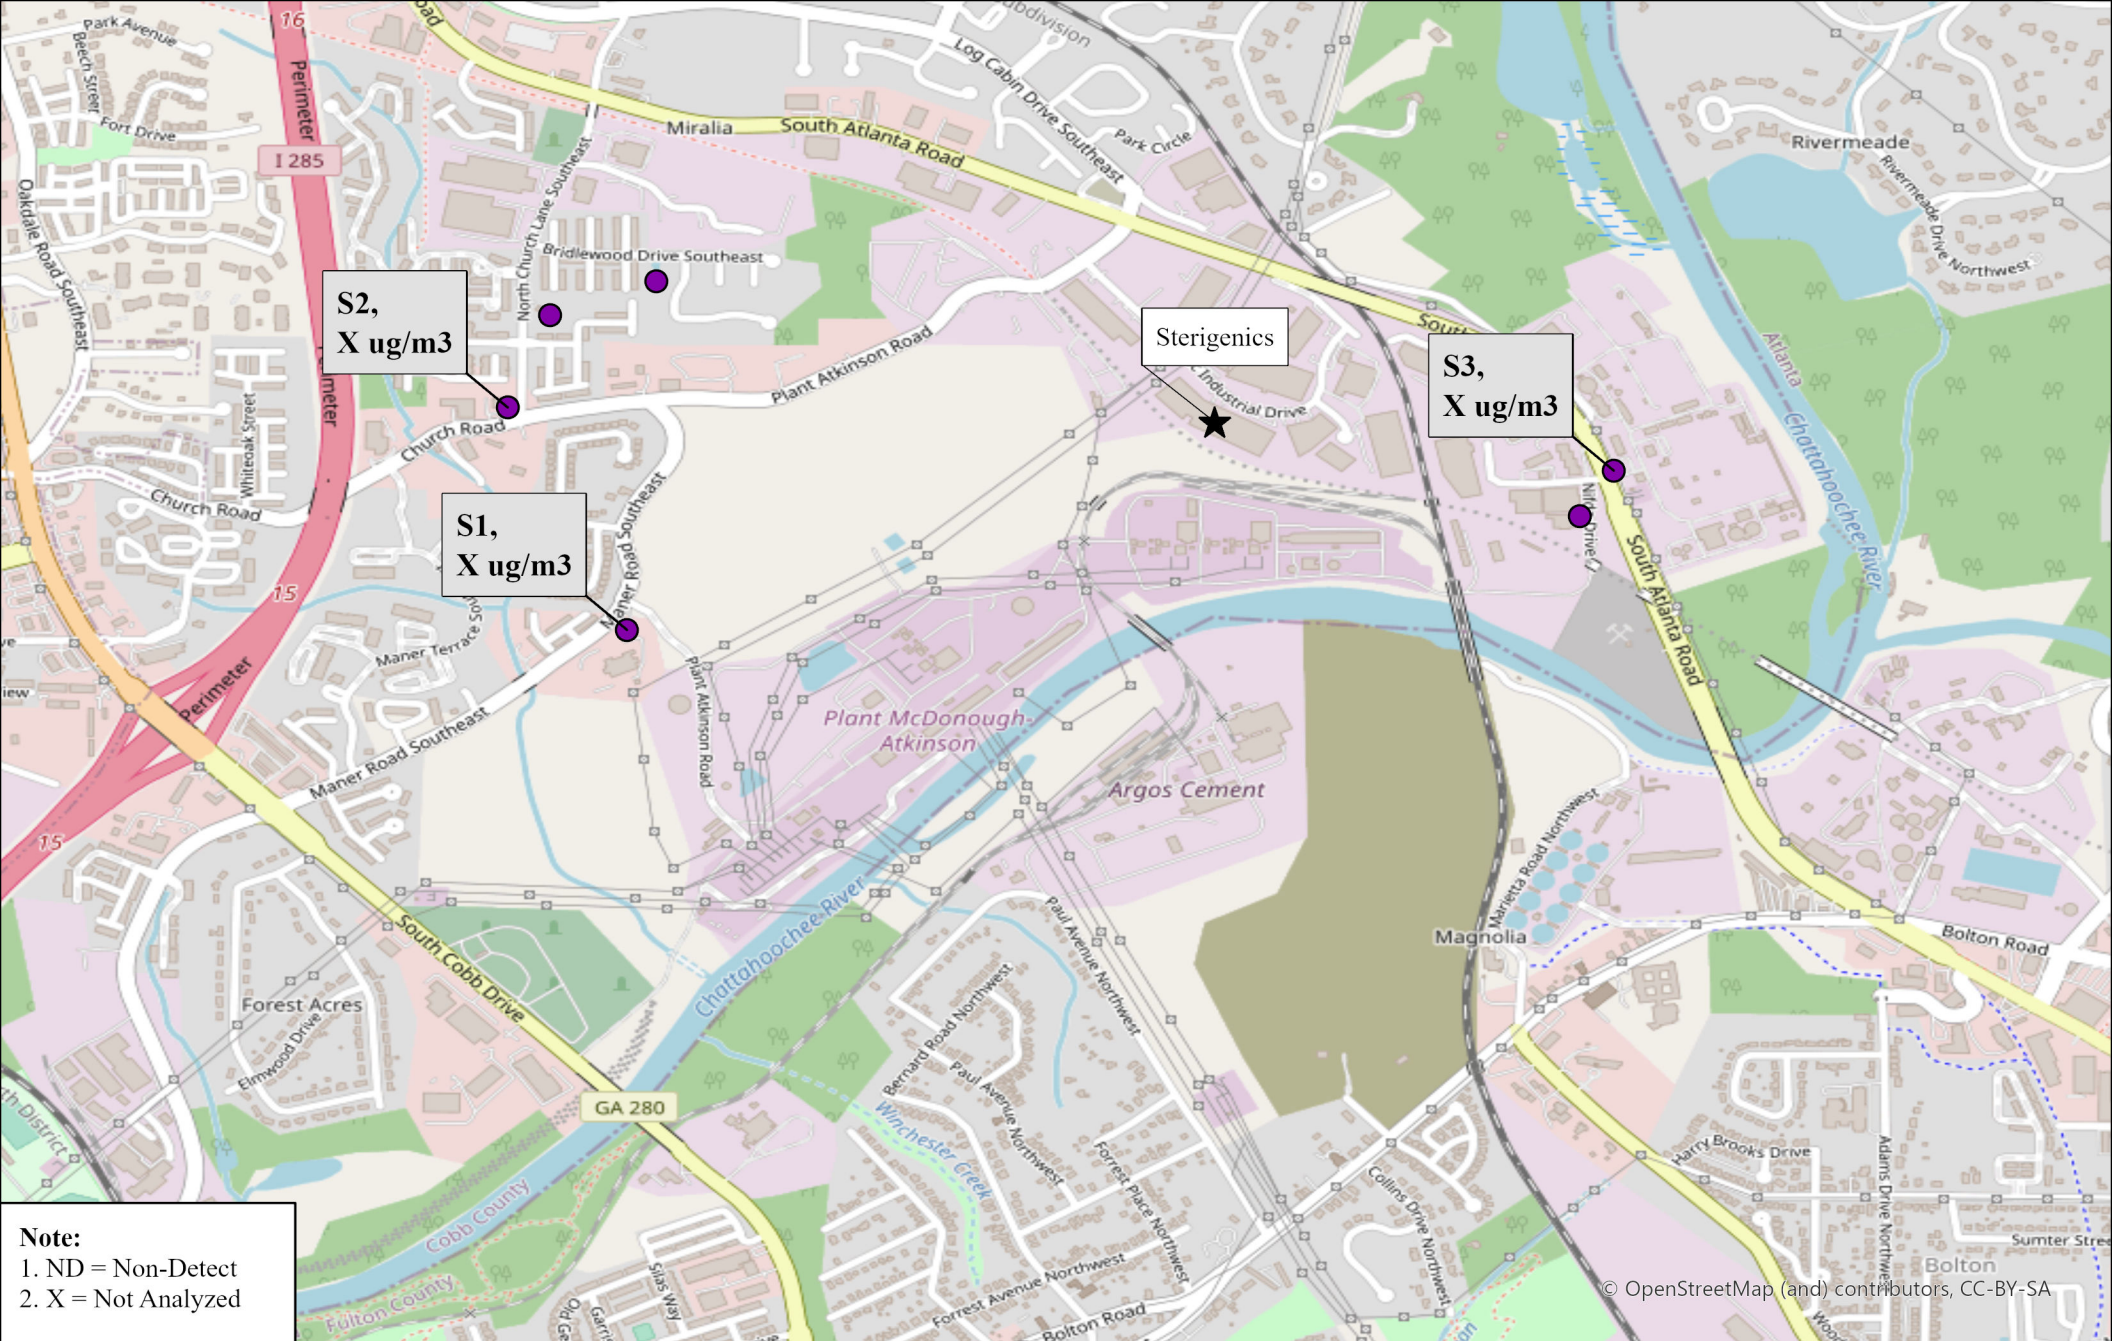 16
Park Avenue
Beech Street
Fort Drive
Perimeter
I 285
Oakdale Road Southeast
Miralia
South Atlanta Road
Log Cabin Drive Southeast
Park Circle
Rivermeade
Rivermeade Drive Northwest
North Church Lane Southeast
Bridlewood Drive Southeast
S2,
X ug/m3
Sterigenics
Industrial Drive
S3,
X ug/m3
South
Plant Atkinson Road
Church Road
Church Road
Whiteoak Street
Atlanta
Chattahoochee River
S1,
X ug/m3
Maner Road Southeast
Drive
South Atlanta Road
15
Maner Terrace
Perimeter
Plant Atkinson Road
Plant McDonough-
Atkinson
Argos Cement
Maner Road Southeast
15
Marietta Road Northwest
Magnolia
Bolton Road
Chattahoochee River
Paul Avenue Northwest
South Cobb Drive
Forest Acres
Elmwood Drive
Bernard Road Northwest
Paul Avenue Northwest
GA 280
Winchester Creek
Forrest Place Northwest
Harry Brooks Drive
Adams Drive Northwest
Collins Drive Northwest
Cobb County
Fulton County
Silas Way
Forrest Avenue Northwest
Bolton Road
Bolton
Note:
1. ND = Non-Detect
2. X = Not Analyzed
© OpenStreetMap (and) contributors, CC-BY-SA